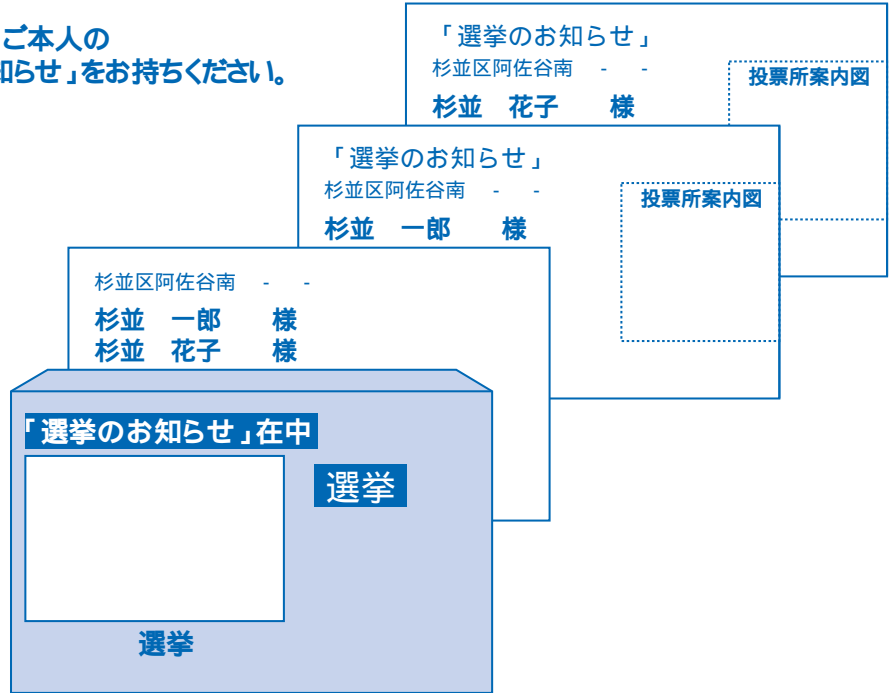 ご本人の
知らせ」をお持ちください。
「選挙のお知らせ」
杉並区阿佐谷南 - -
杉並 花子 様
投票所案内図
「選挙のお知らせ」
杉並区阿佐谷南 - -
杉並 一郎 様
投票所案内図
杉並区阿佐谷南 - -
杉並 一郎 様
杉並 花子 様
「選挙のお知らせ」在中
選挙
選挙